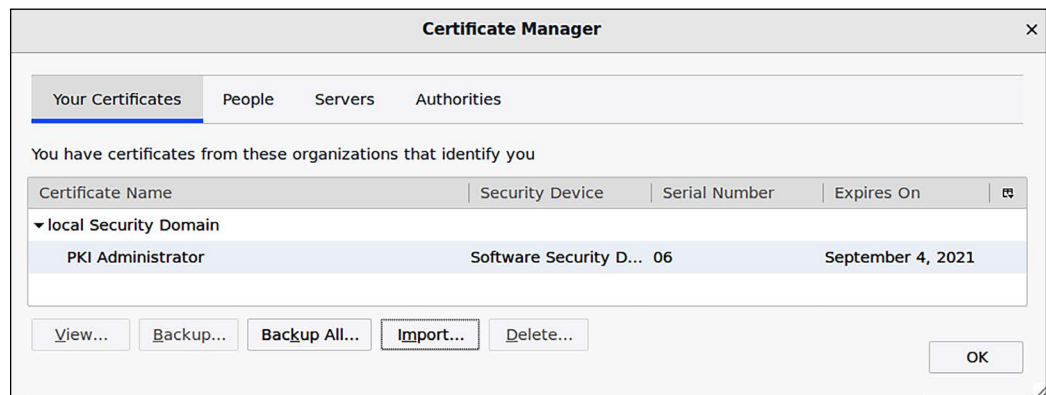 Certificate Manager ×
Your Certificates People Servers Authorities
You have certificates from these organizations that identify you
Certificate Name Security Device Serial Number Expires On
local Security Domain
PKI Administrator Software Security D... 06 September 4, 2021
View... Backup... Backup All... Import... Delete...
OK